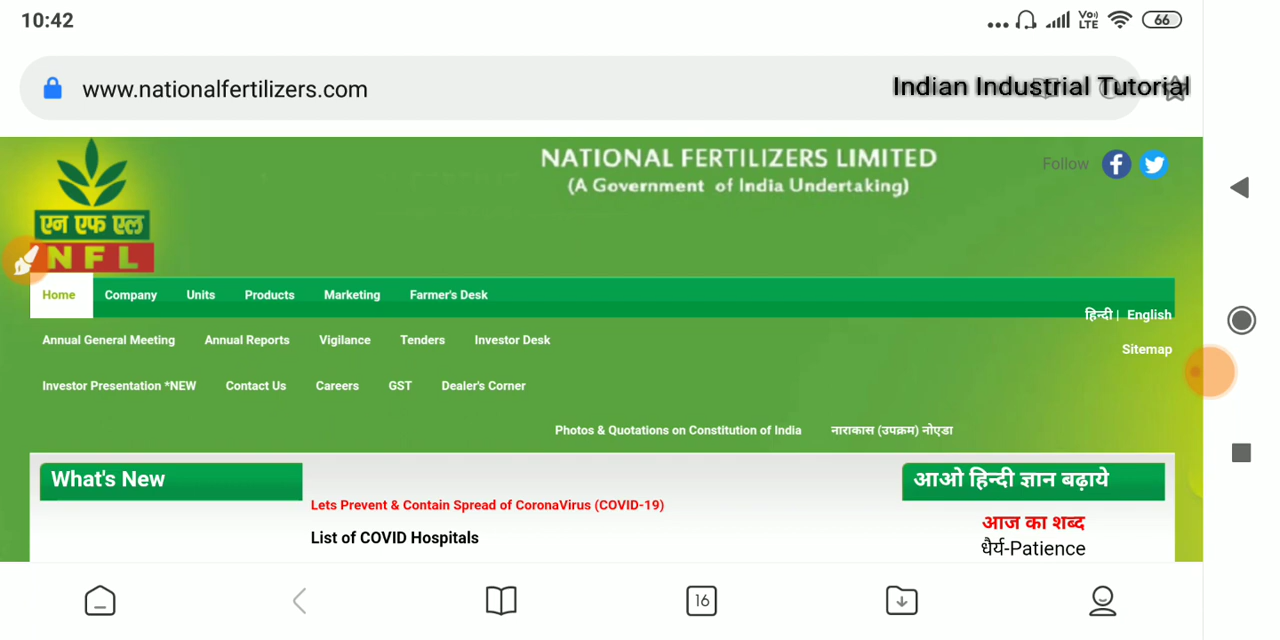 10:42
Vo)) LTE
66
www.nationalfertilizers.com
Indian Industrial Tutorial
NATIONAL FERTILIZERS LIMITED
(A Government of India Undertaking)
Follow
एन एफ एल
NFL
Home Company Units Products Marketing Farmer's Desk
हिन्दी | English
Annual General Meeting Annual Reports Vigilance Tenders Investor Desk
Sitemap
Investor Presentation *NEW Contact Us Careers GST Dealer's Corner
Photos & Quotations on Constitution of India नाराकास (उपक्रम) नोएडा
What's New
आओ हिन्दी ज्ञान बढ़ाये
Lets Prevent & Contain Spread of CoronaVirus (COVID-19)
आज का शब्द
List of COVID Hospitals
धैर्य-Patience
16